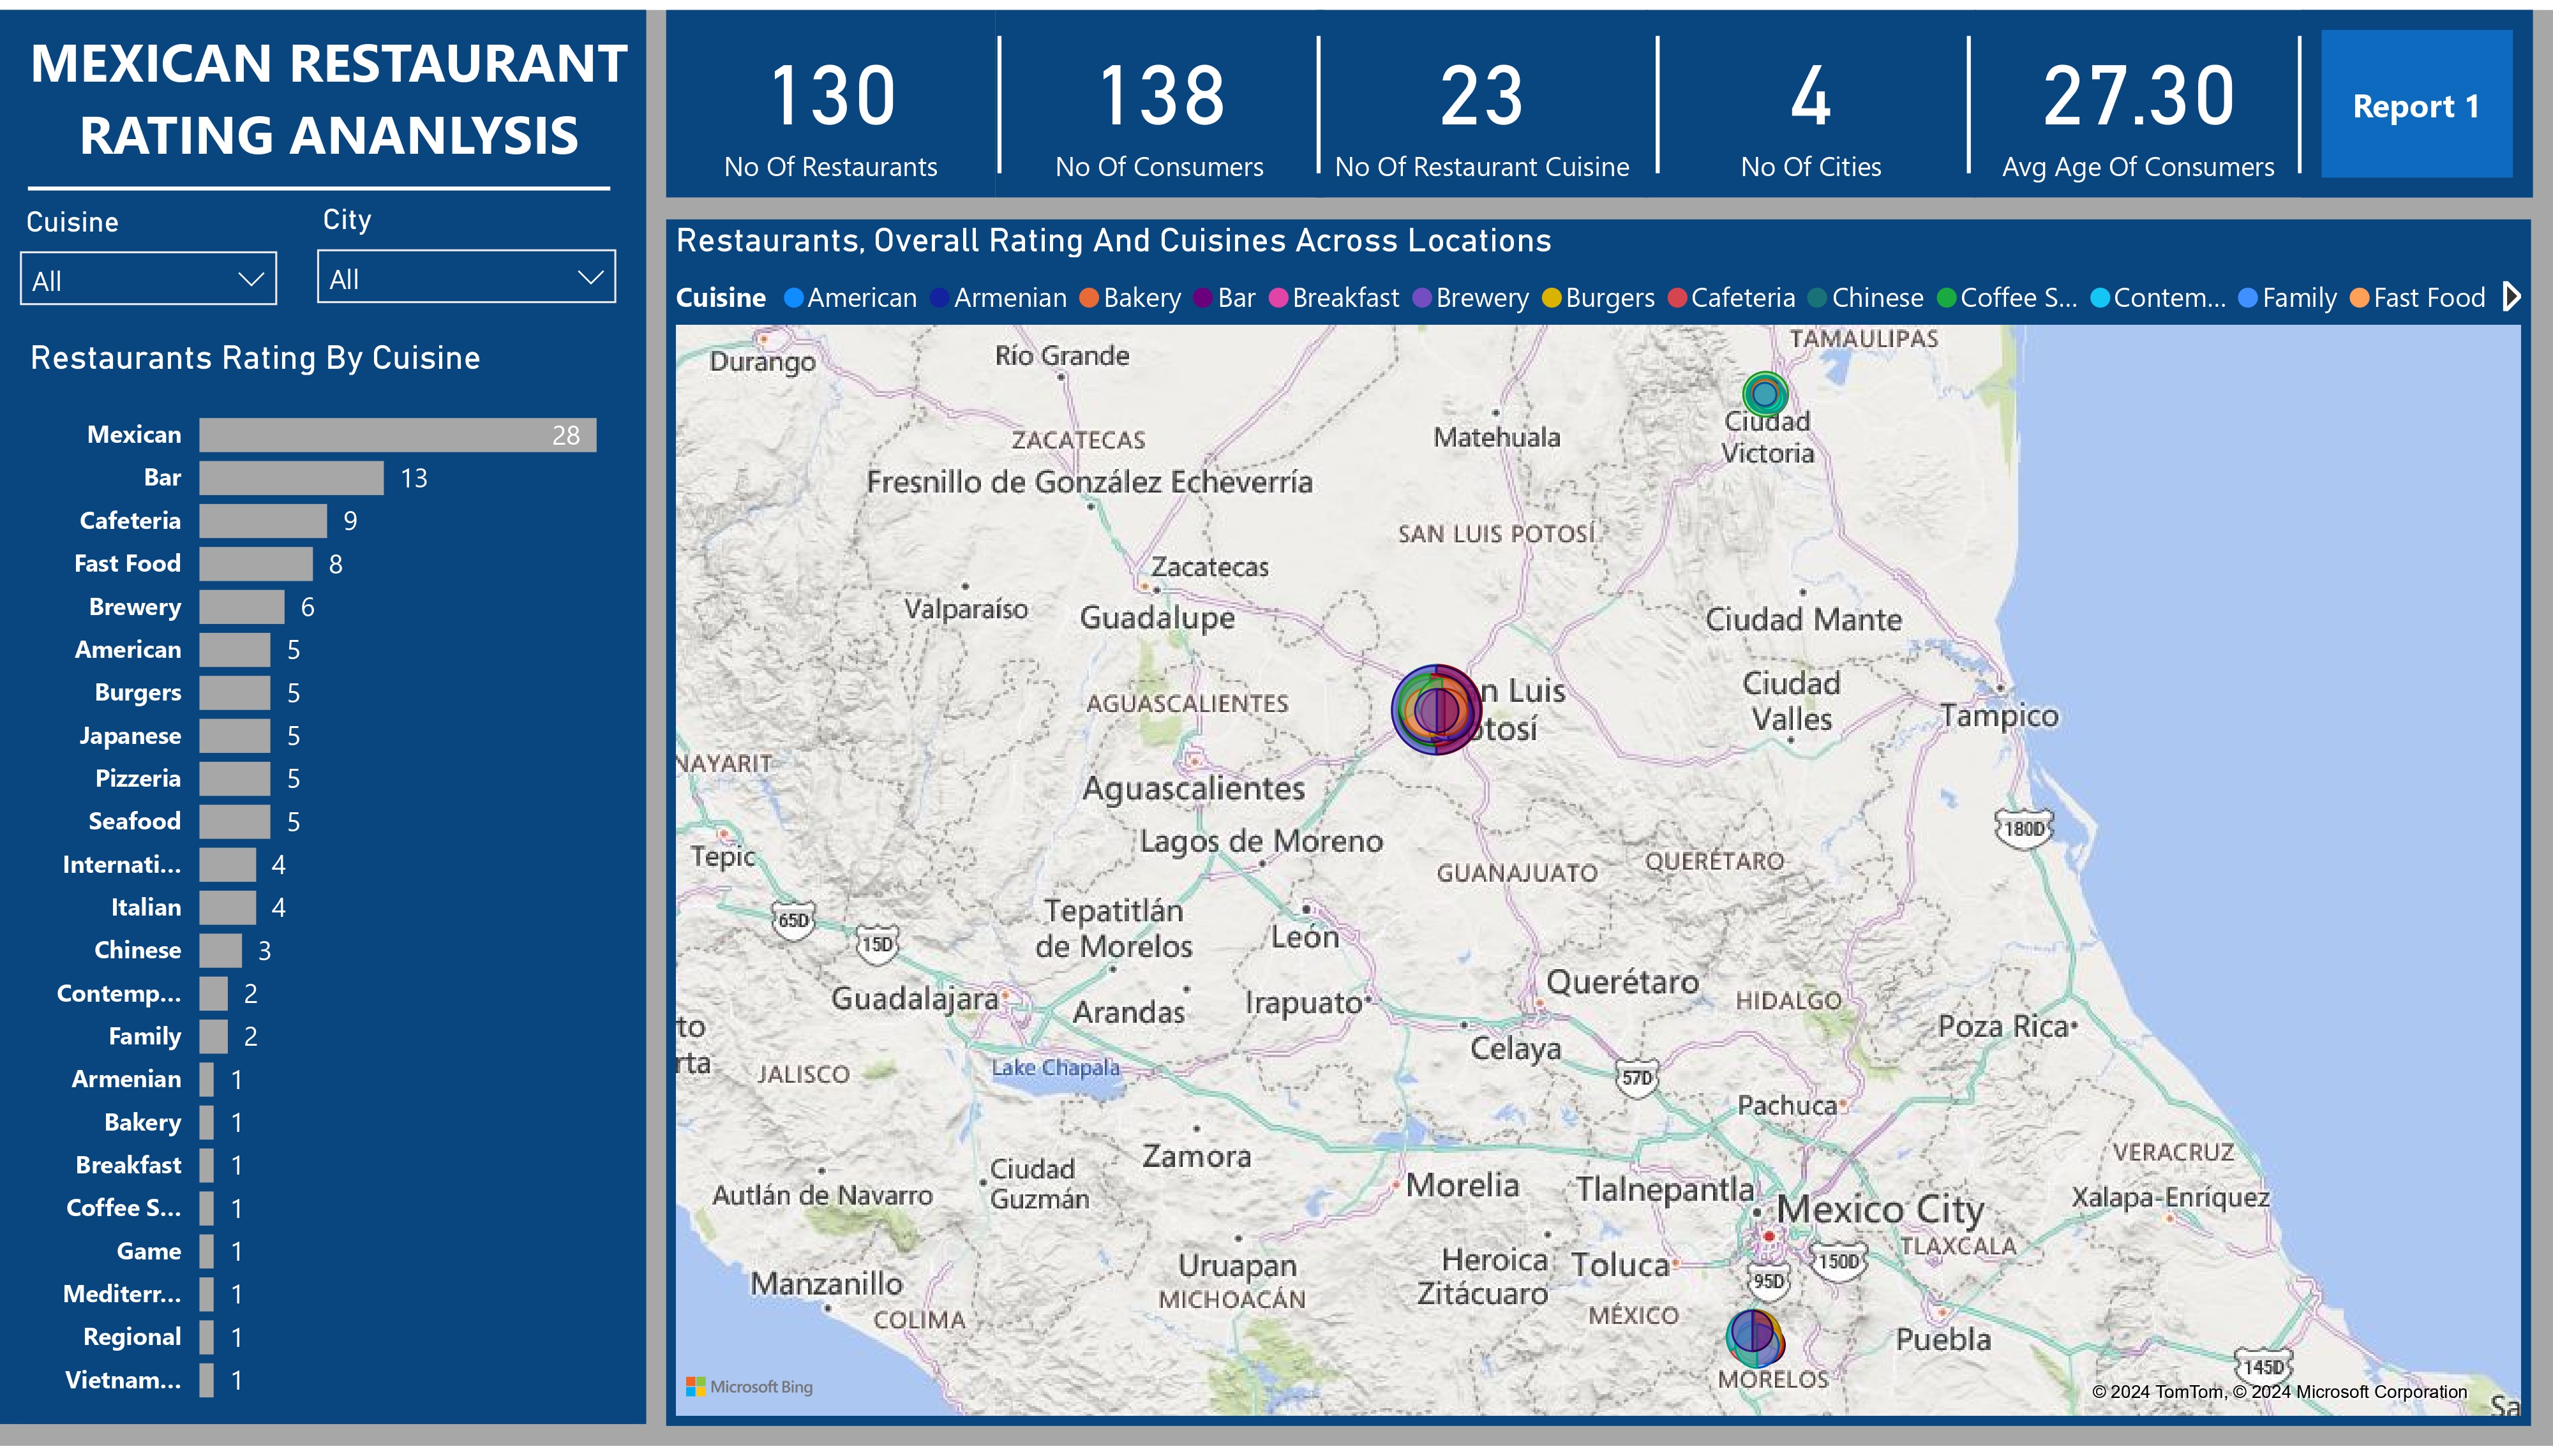 MEXICAN RESTAURANT
RATING ANANLYSIS
Cuisine
All
City
All
Restaurants Rating By Cuisine
Mexican 28
Bar 13
Cafeteria 9
Fast Food 8
Brewery 6
American 5
Burgers 5
Japanese 5
Pizzeria 5
Seafood 5
Internati... 4
Italian 4
Chinese 3
Contemp... 2
Family 2
Armenian 1
Bakery 1
Breakfast 1
Coffee S... 1
Game 1
Mediterr... 1
Regional 1
Vietnam... 1
130
No Of Restaurants
138
No Of Consumers
23
No Of Restaurant Cuisine
4
No Of Cities
27.30
Avg Age Of Consumers
Report 1
Restaurants, Overall Rating And Cuisines Across Locations
Cuisine American Armenian Bakery Bar Breakfast Brewery Burgers Cafeteria Chinese Coffee S... Contem... Family Fast Food
TAMAULIPAS
Durango
Río Grande
Ciudad
Victoria
Matehuala
ZACATECAS
Fresnillo de González Echeverría
SAN LUIS POTOSÍ
Zacatecas
Valparaíso
Guadalupe
Ciudad Mante
AGUASCALIENTES
n Luis
otosí
Ciudad
Valles
Tampico
NAYARIT
Aguascalientes
180D
Lagos de Moreno
Tepic
GUANAJUATO
QUERÉTARO
65D
15D
Tepatitlán
de Morelos
León
Querétaro
Guadalajara
Arandas
Irapuato
HIDALGO
Poza Rica
to
rta
Celaya
JALISCO
Lake Chapala
57D
Pachuca
VERACRUZ
Zamora
Ciudad
Guzmán
Autlán de Navarro
Morelia
Tlalnepantla
Mexico City
Xalapa-Enríquez
Uruapan
MICHOACÁN
Heroica
Zitácuaro
Toluca
TLAXCALA
150D
95D
Manzanillo
COLIMA
MÉXICO
Puebla
145D
MORELOS
Microsoft Bing
© 2024 TomTom, © 2024 Microsoft Corporation
Sa